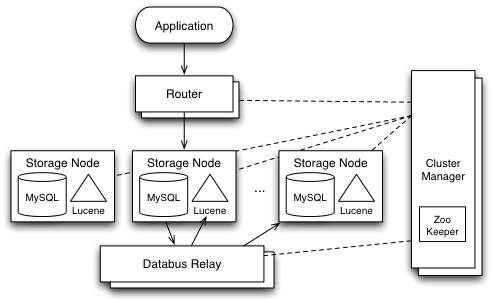 Application
Router
Storage Node
MySQL
Lucene
Storage Node
MySQL
Lucene
...
Storage Node
MySQL
Lucene
Cluster
Manager
Zoo
Keeper
Databus Relay